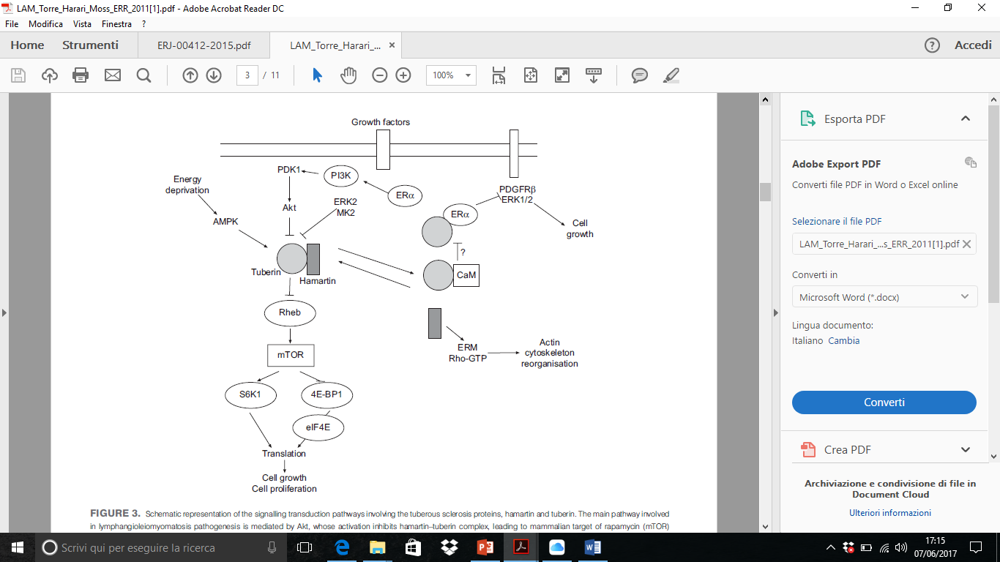 LAM_Torre_Harari_Moss_ERR_2011[1].pdf - Adobe Acrobat Reader DC
File Modifica Vista Finestra ?
Home Strumenti ERJ-00412-2015.pdf LAM_Torre_Harari_... × ? Accedi
3 / 11 100%
Growth factors
PDK1
PI3K
Energy
deprivation
ERα
PDGFRβ
ERK1/2
ERK2
MK2
Akt
ERα
AMPK
Cell
growth
?
Tuberin
Hamartin
CaM
Rheb
mTOR
ERM
Rho-GTP
Actin
cytoskeleton
reorganisation
S6K1
4E-BP1
eIF4E
Translation
Cell growth
Cell proliferation
FIGURE 3. Schematic representation of the signalling transduction pathways involving the tuberous sclerosis proteins, hamartin and tuberin. The main pathway involved
in lymphangioleiomyomatosis pathogenesis is mediated by Akt, whose activation inhibits hamartin–tuberin complex, leading to mammalian target of rapamycin (mTOR)
Esporta PDF
Adobe Export PDF
Converti file PDF in Word o Excel online
Selezionare il file PDF
LAM_Torre_Harari_...s_ERR_2011[1].pdf
Converti in
Microsoft Word (*.docx)
Lingua documento:
Italiano Cambia
Converti
Crea PDF
Archiviazione e condivisione di file in
Document Cloud
Ulteriori informazioni
Scrivi qui per eseguire la ricerca
17:15
07/06/2017